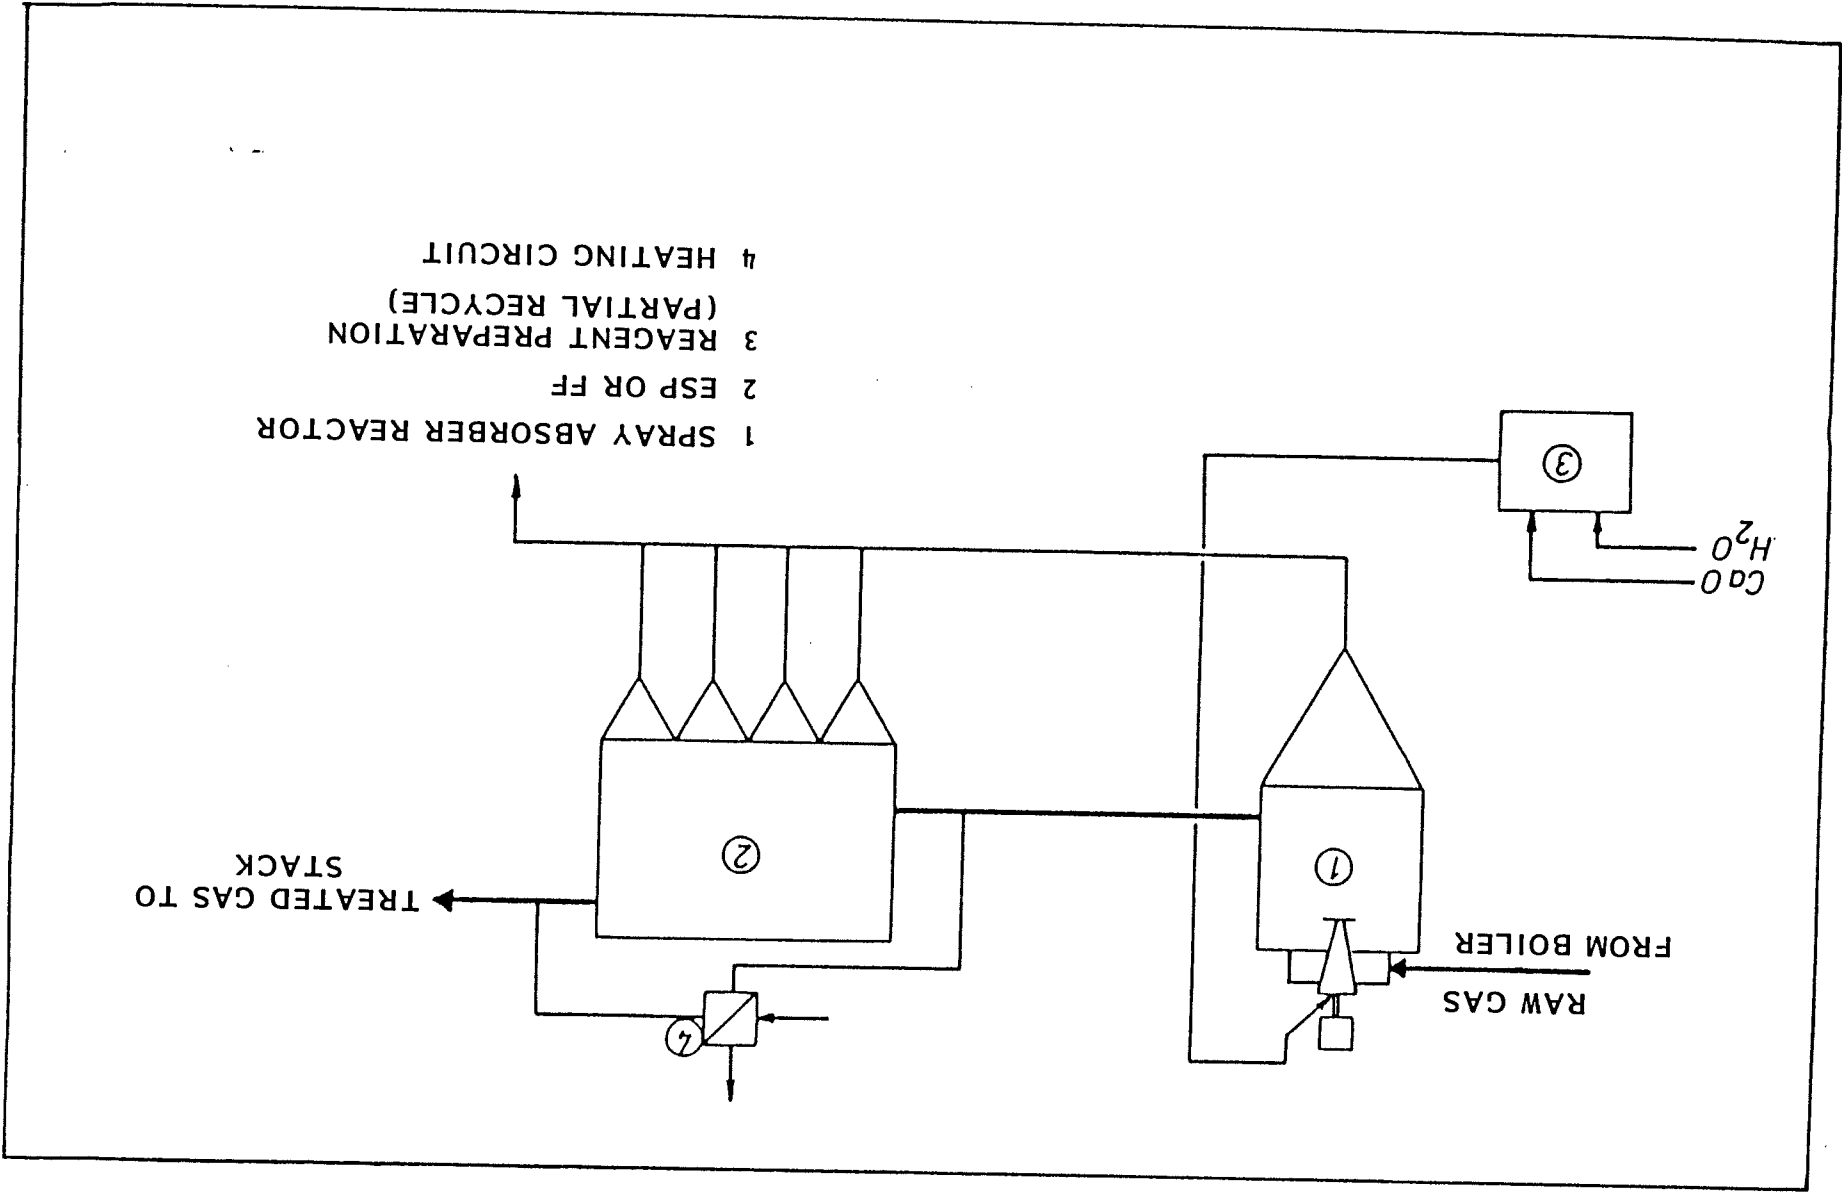 RAW GAS
FROM BOILER
1
2
3
4
TREATED GAS TO
STACK
CaO
H₂O
1 SPRAY ABSORBER REACTOR
2 ESP OR FF
3 REAGENT PREPARATION
(PARTIAL RECYCLE)
4 HEATING CIRCUIT